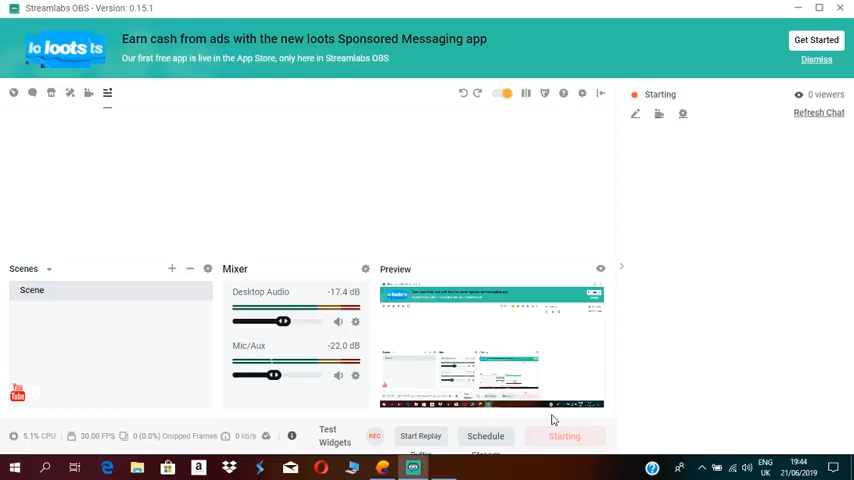 Streamlabs OBS - Version: 0.15.1
loots
Earn cash from ads with the new loots Sponsored Messaging app
Our first free app is live in the App Store, only here in Streamlabs OBS
Get Started
Dismiss
Starting
0 viewers
Refresh Chat
Scenes
Mixer
Preview
Scene
Desktop Audio
-17.4 dB
Mic/Aux
-22.0 dB
You
Tube
5.1% CPU
30.00 FPS
0 (0.0%) Dropped Frames
0 kb/s
Test
Widgets
REC
Start Replay
Schedule
Starting
ENG
UK
19:44
21/06/2019